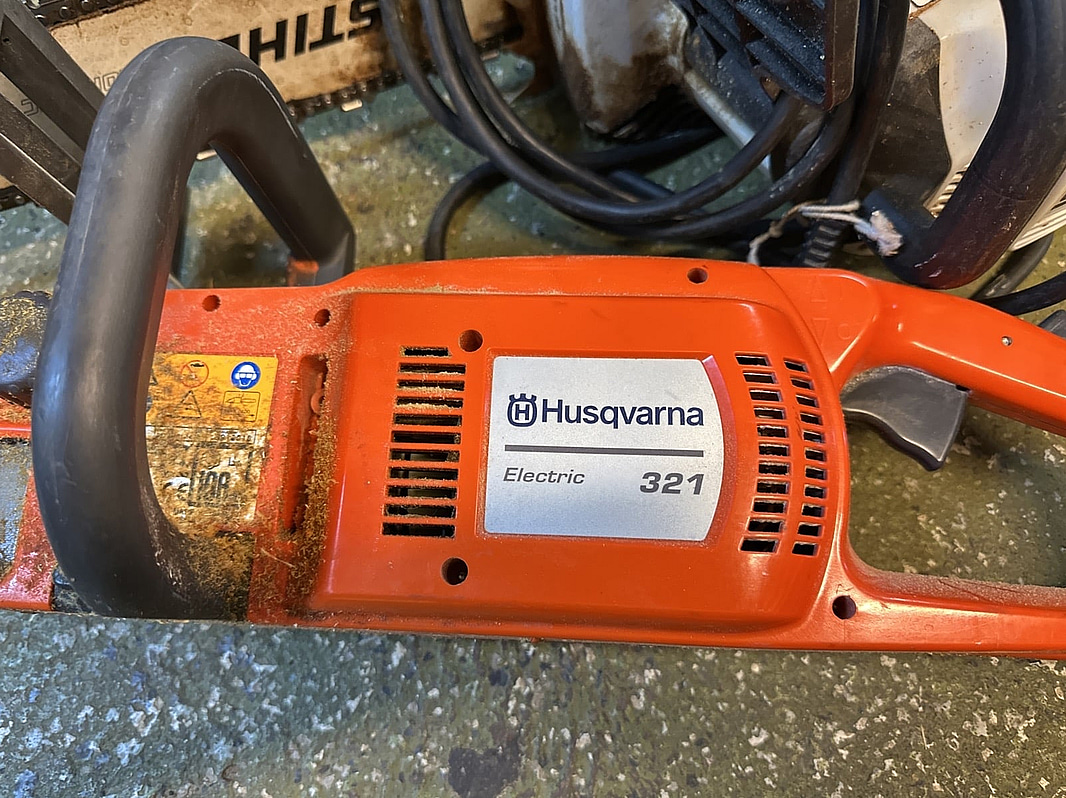 STIHL
Husqvarna
Electric 321